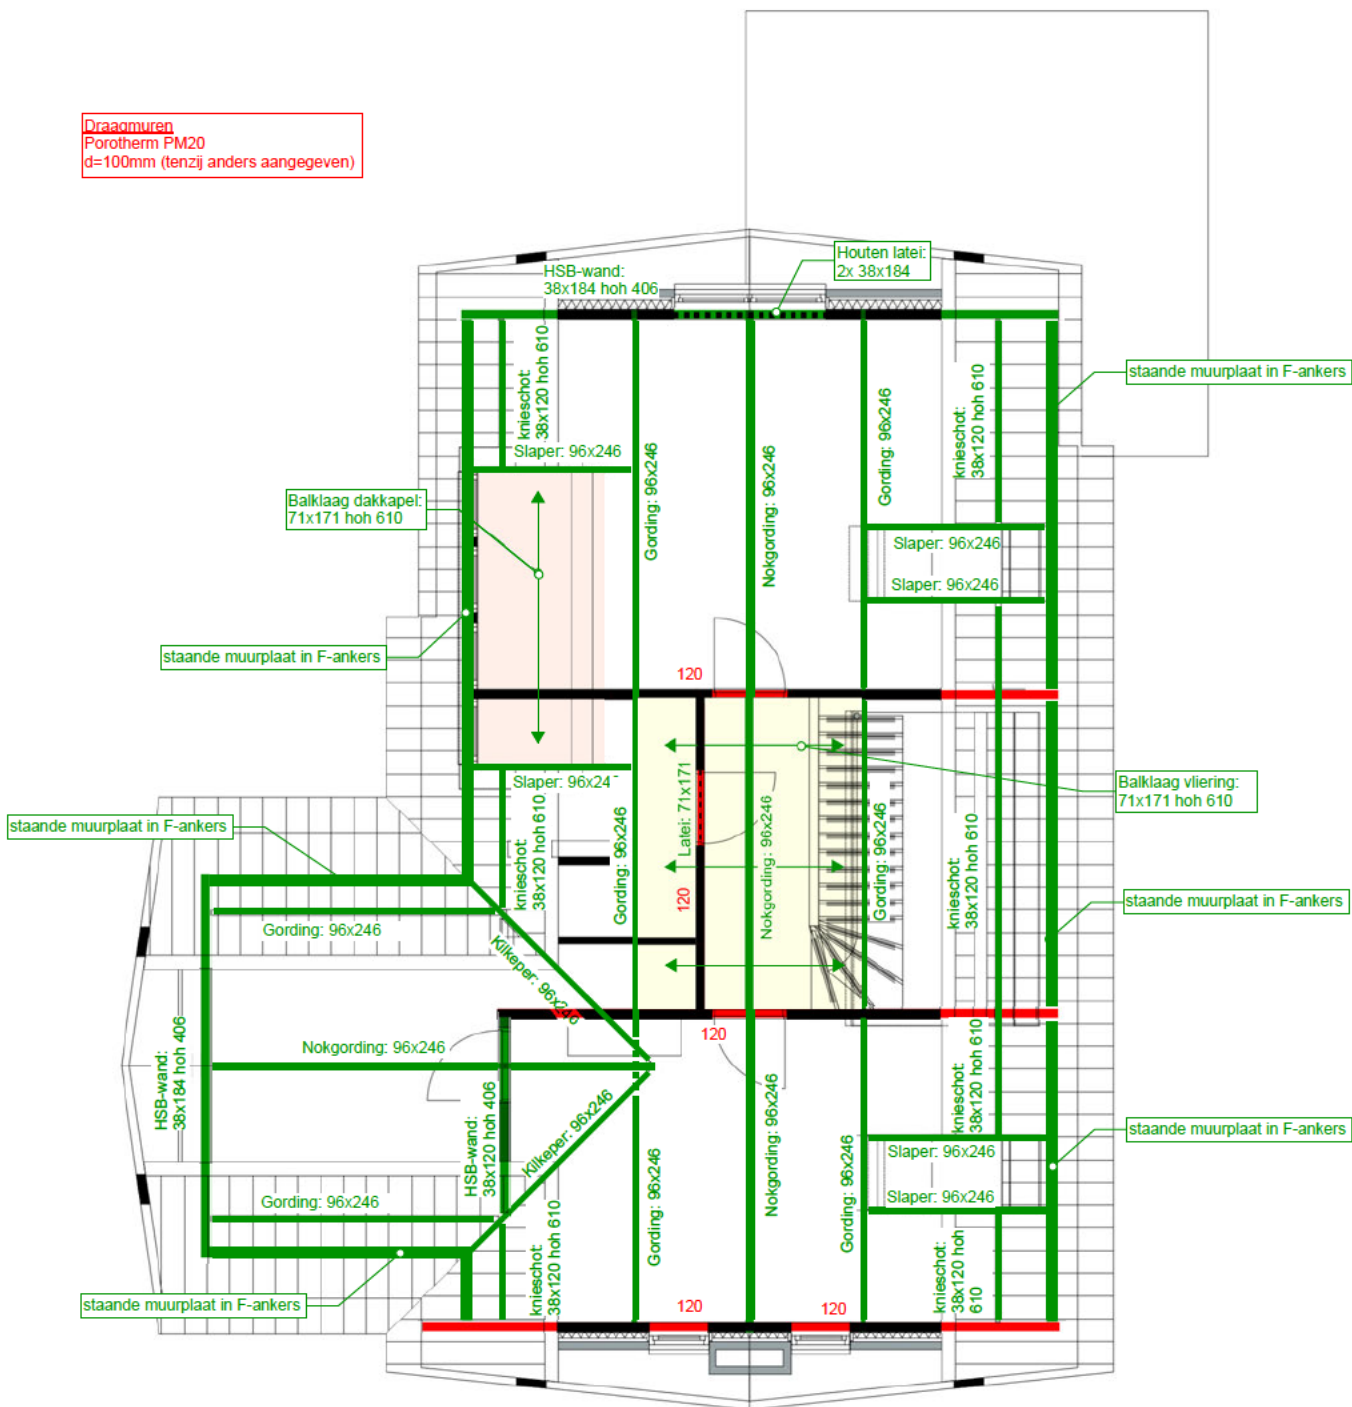 Draagmuren
Porotherm PM20
d=100mm (tenzij anders aangegeven)
Houten latei:
2x 38x184
HSB-wand:
38x184 hoh 406
staande muurplaat in F-ankers
knieschot:
38x120 hoh 610
Slaper: 96x246
Gording: 96x246
Nokgording: 96x246
Gording: 96x246
knieschot:
38x120 hoh 610
Balklaag dakkapel:
71x171 hoh 610
Slaper: 96x246
Slaper: 96x246
staande muurplaat in F-ankers
120
Slaper: 96x24
Latei: 71x171
Balklaag vliering:
71x171 hoh 610
staande muurplaat in F-ankers
knieschot:
38x120 hoh 610
Gording: 96x246
120
Nokgording: 96x246
Gording: 96x246
knieschot:
38x120 hoh 610
staande muurplaat in F-ankers
Gording: 96x246
Kilkeper: 96x246
120
Nokgording: 96x246
HSB-wand:
38x184 hoh 406
HSB-wand:
38x120 hoh 406
Kilkeper: 96x246
Gording: 96x246
Nokgording: 96x246
Gording: 96x246
knieschot:
38x120 hoh 610
staande muurplaat in F-ankers
Slaper: 96x246
Slaper: 96x246
Gording: 96x246
knieschot:
38x120 hoh 610
knieschot:
38x120 hoh
610
staande muurplaat in F-ankers
120
120